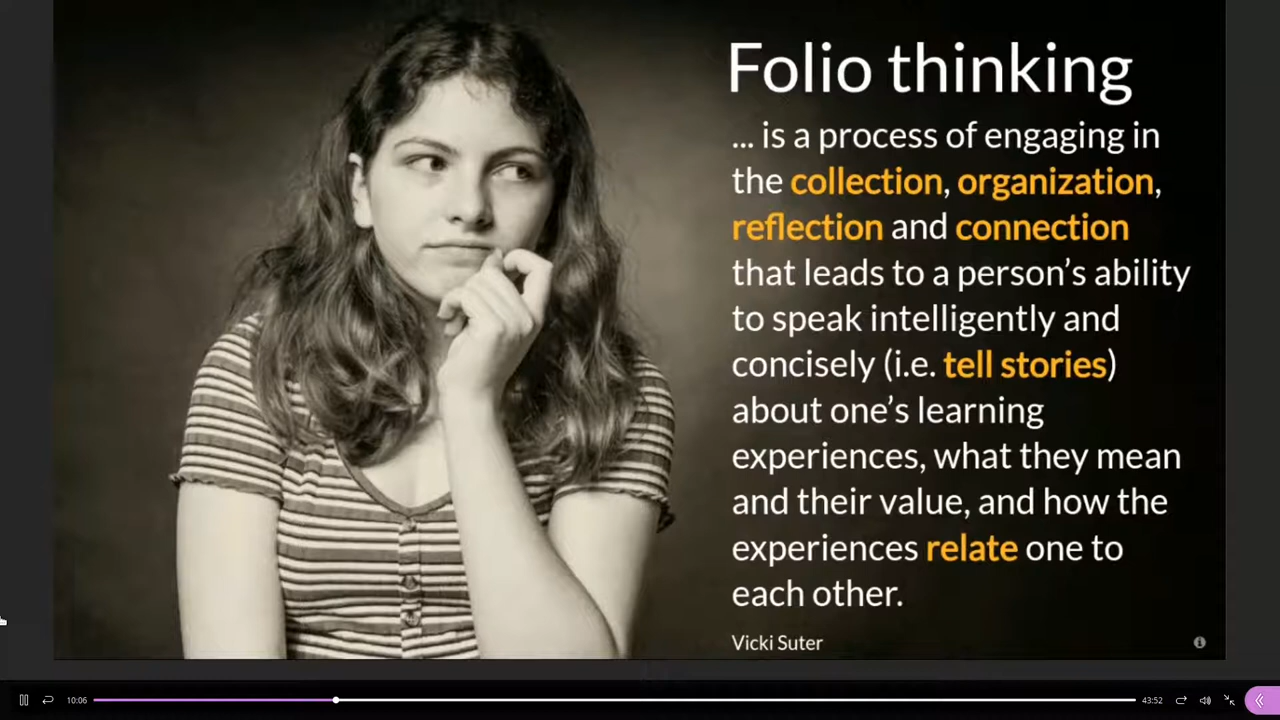 Folio thinking
... is a process of engaging in
the collection, organization,
reflection and connection
that leads to a person's ability
to speak intelligently and
concisely (i.e. tell stories)
about one's learning
experiences, what they mean
and their value, and how the
experiences relate one to
each other.
Vicki Suter
10:06
43:52